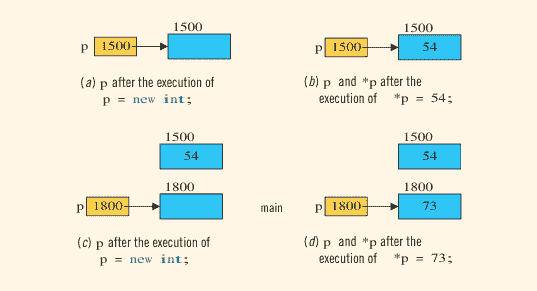 1500
p 1500
(a) p after the execution of
p = new int;
1500
p 1500 54
(b) p and *p after the
execution of *p = 54;
1500
54
1800
p 1800
(c) p after the execution of
p = new int;
main
1500
54
1800
p 1800 73
(d) p and *p after the
execution of *p = 73;